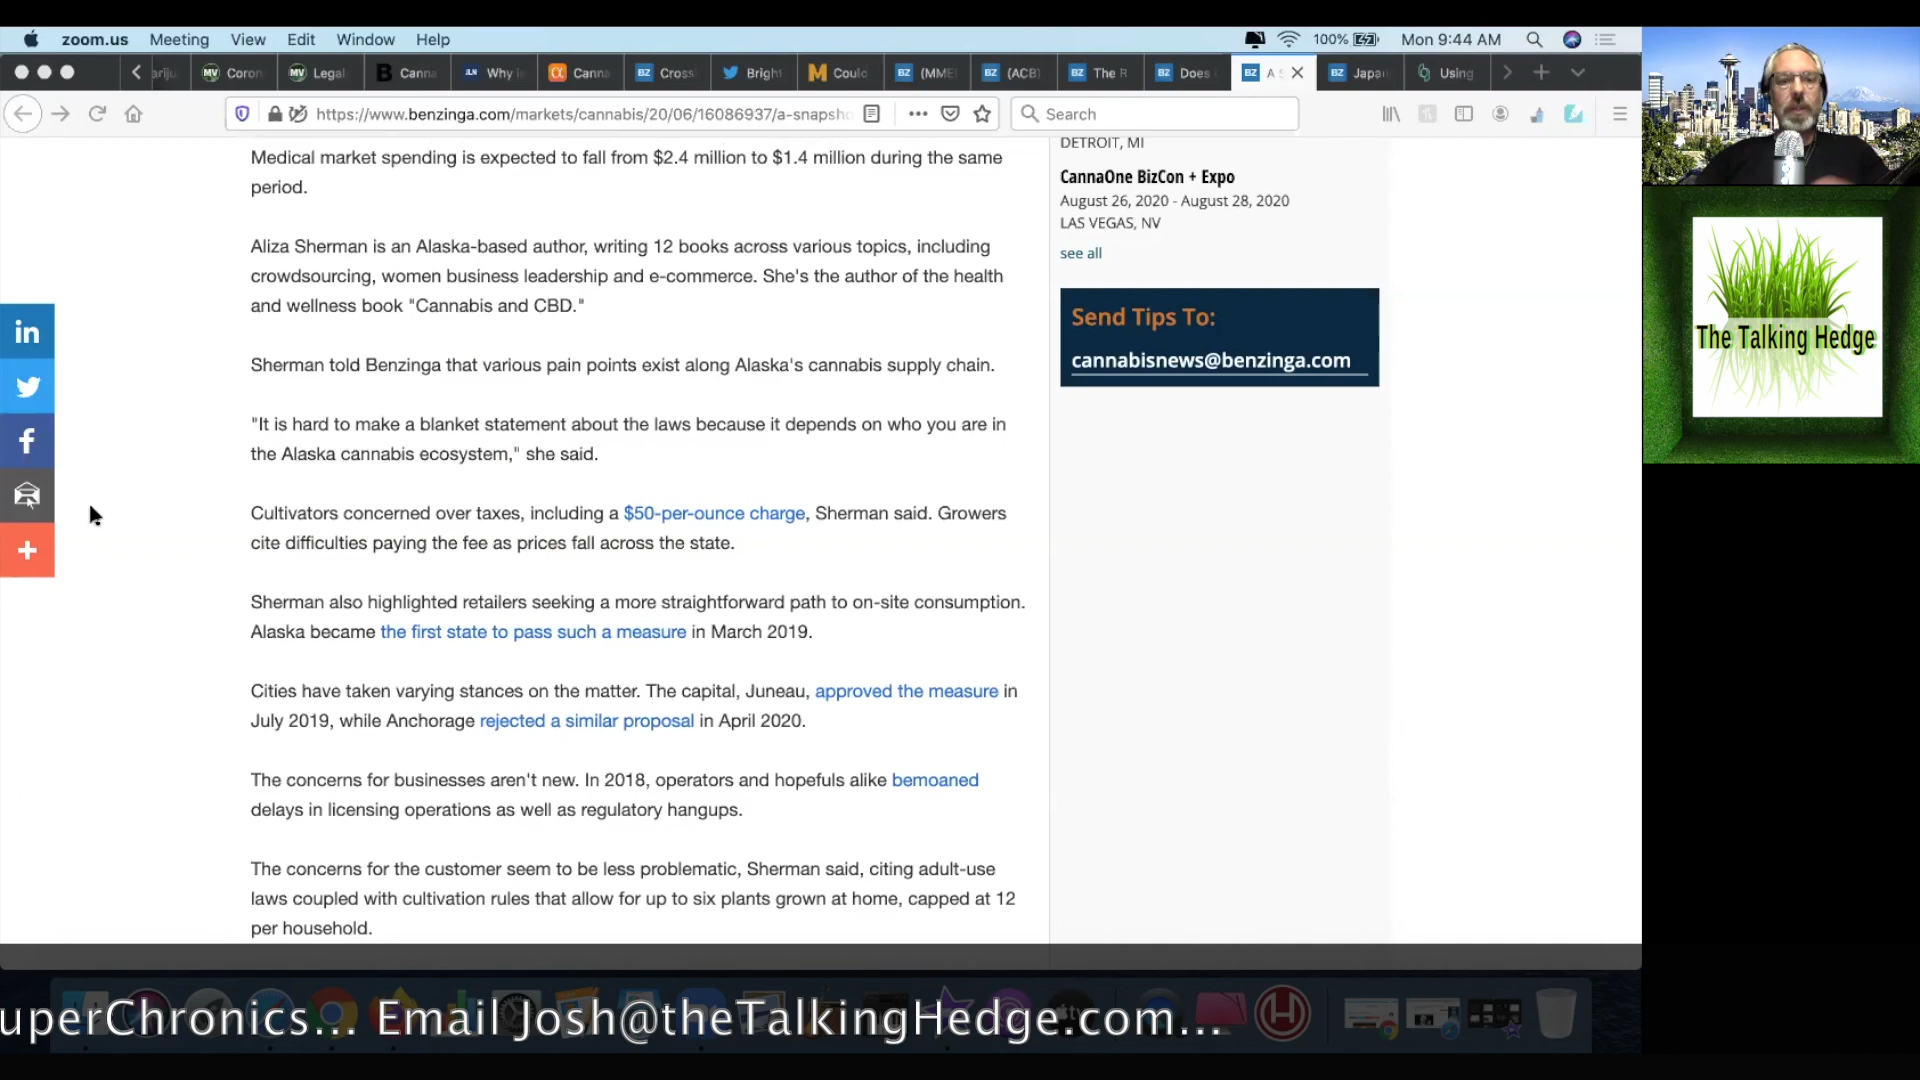 zoom.us Meeting View Edit Window Help 100% Mon 9:44 AM
Coron Legal Canna Why i Canna Cross Bright Could (MME (ACB) The R Does A S Japa Using
https://www.benzinga.com/markets/cannabis/20/06/16086937/a-snapsho Search
Medical market spending is expected to fall from $2.4 million to $1.4 million during the same
period.
Aliza Sherman is an Alaska-based author, writing 12 books across various topics, including
crowdsourcing, women business leadership and e-commerce. She's the author of the health
and wellness book "Cannabis and CBD."
Sherman told Benzinga that various pain points exist along Alaska's cannabis supply chain.
"It is hard to make a blanket statement about the laws because it depends on who you are in
the Alaska cannabis ecosystem," she said.
Cultivators concerned over taxes, including a $50-per-ounce charge, Sherman said. Growers
cite difficulties paying the fee as prices fall across the state.
Sherman also highlighted retailers seeking a more straightforward path to on-site consumption.
Alaska became the first state to pass such a measure in March 2019.
Cities have taken varying stances on the matter. The capital, Juneau, approved the measure in
July 2019, while Anchorage rejected a similar proposal in April 2020.
The concerns for businesses aren't new. In 2018, operators and hopefuls alike bemoaned
delays in licensing operations as well as regulatory hangups.
The concerns for the customer seem to be less problematic, Sherman said, citing adult-use
laws coupled with cultivation rules that allow for up to six plants grown at home, capped at 12
per household.
DETROIT, MI
CannaOne BizCon + Expo
August 26, 2020 - August 28, 2020
LAS VEGAS, NV
see all
Send Tips To:
cannabisnews@benzinga.com
The Talking Hedge
uperChronics... Email Josh@theTalkingHedge.com...